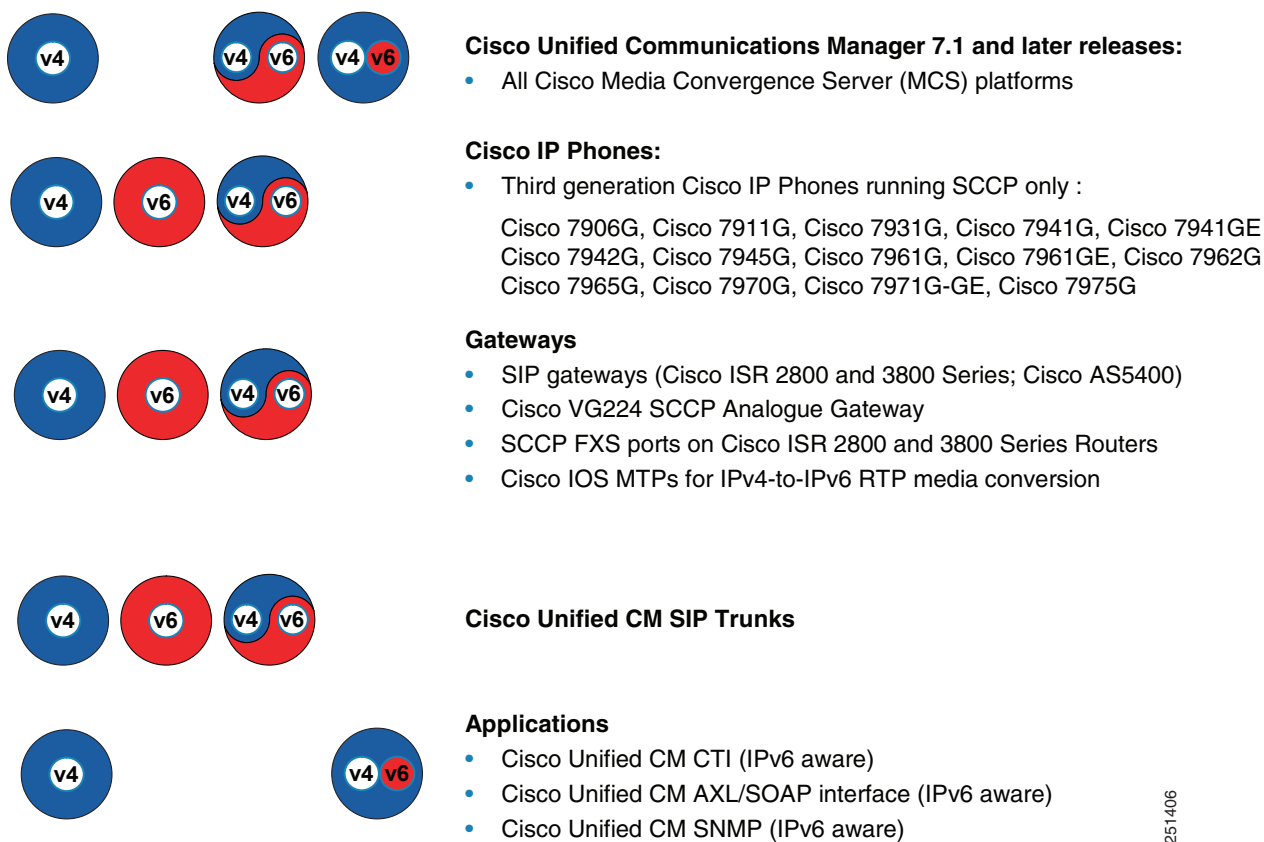 v4 v4 v6 v4 v6
Cisco Unified Communications Manager 7.1 and later releases:
• All Cisco Media Convergence Server (MCS) platforms
Cisco IP Phones:
v4 v6 v4 v6
• Third generation Cisco IP Phones running SCCP only :
Cisco 7906G, Cisco 7911G, Cisco 7931G, Cisco 7941G, Cisco 7941GE
Cisco 7942G, Cisco 7945G, Cisco 7961G, Cisco 7961GE, Cisco 7962G
Cisco 7965G, Cisco 7970G, Cisco 7971G-GE, Cisco 7975G
Gateways
v4 v6 v4 v6
• SIP gateways (Cisco ISR 2800 and 3800 Series; Cisco AS5400)
• Cisco VG224 SCCP Analogue Gateway
• SCCP FXS ports on Cisco ISR 2800 and 3800 Series Routers
• Cisco IOS MTPs for IPv4-to-IPv6 RTP media conversion
v4 v6 v4 v6
Cisco Unified CM SIP Trunks
Applications
v4 v4 v6
• Cisco Unified CM CTI (IPv6 aware)
• Cisco Unified CM AXL/SOAP interface (IPv6 aware)
• Cisco Unified CM SNMP (IPv6 aware)
251406